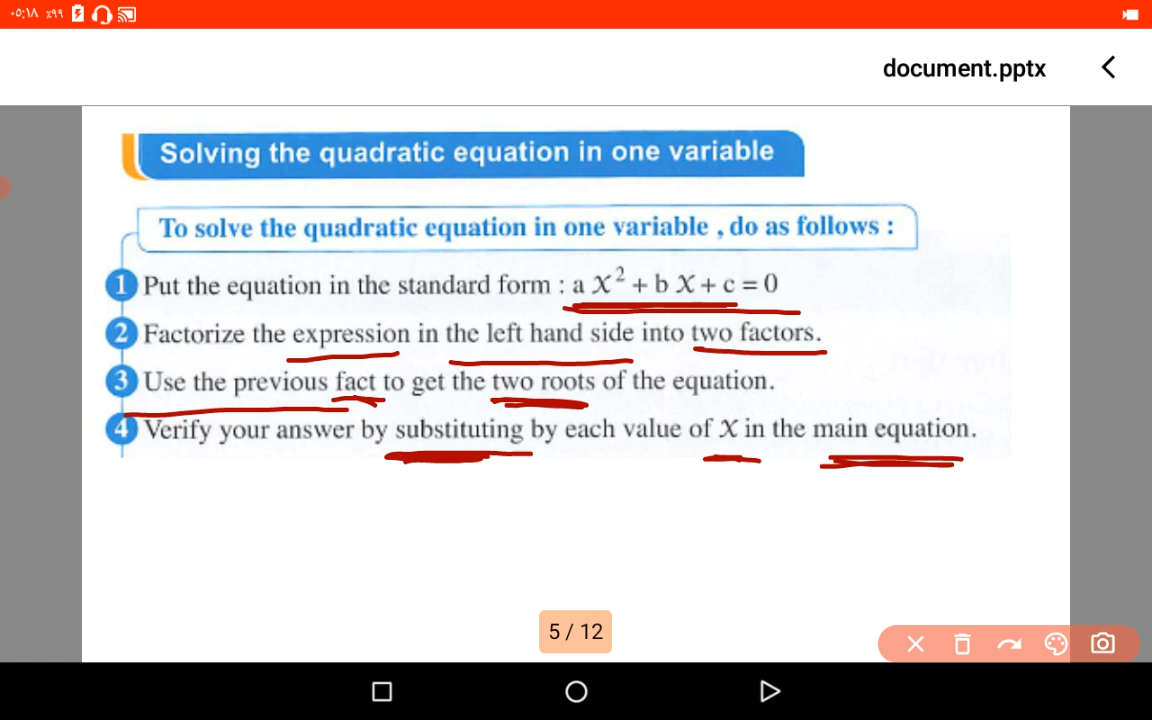 ٠٥:١٨ ٪٩٩
document.pptx
Solving the quadratic equation in one variable
To solve the quadratic equation in one variable , do as follows :
1 Put the equation in the standard form : a X² + b X + c = 0
2 Factorize the expression in the left hand side into two factors.
3 Use the previous fact to get the two roots of the equation.
4 Verify your answer by substituting by each value of X in the main equation.
5 / 12